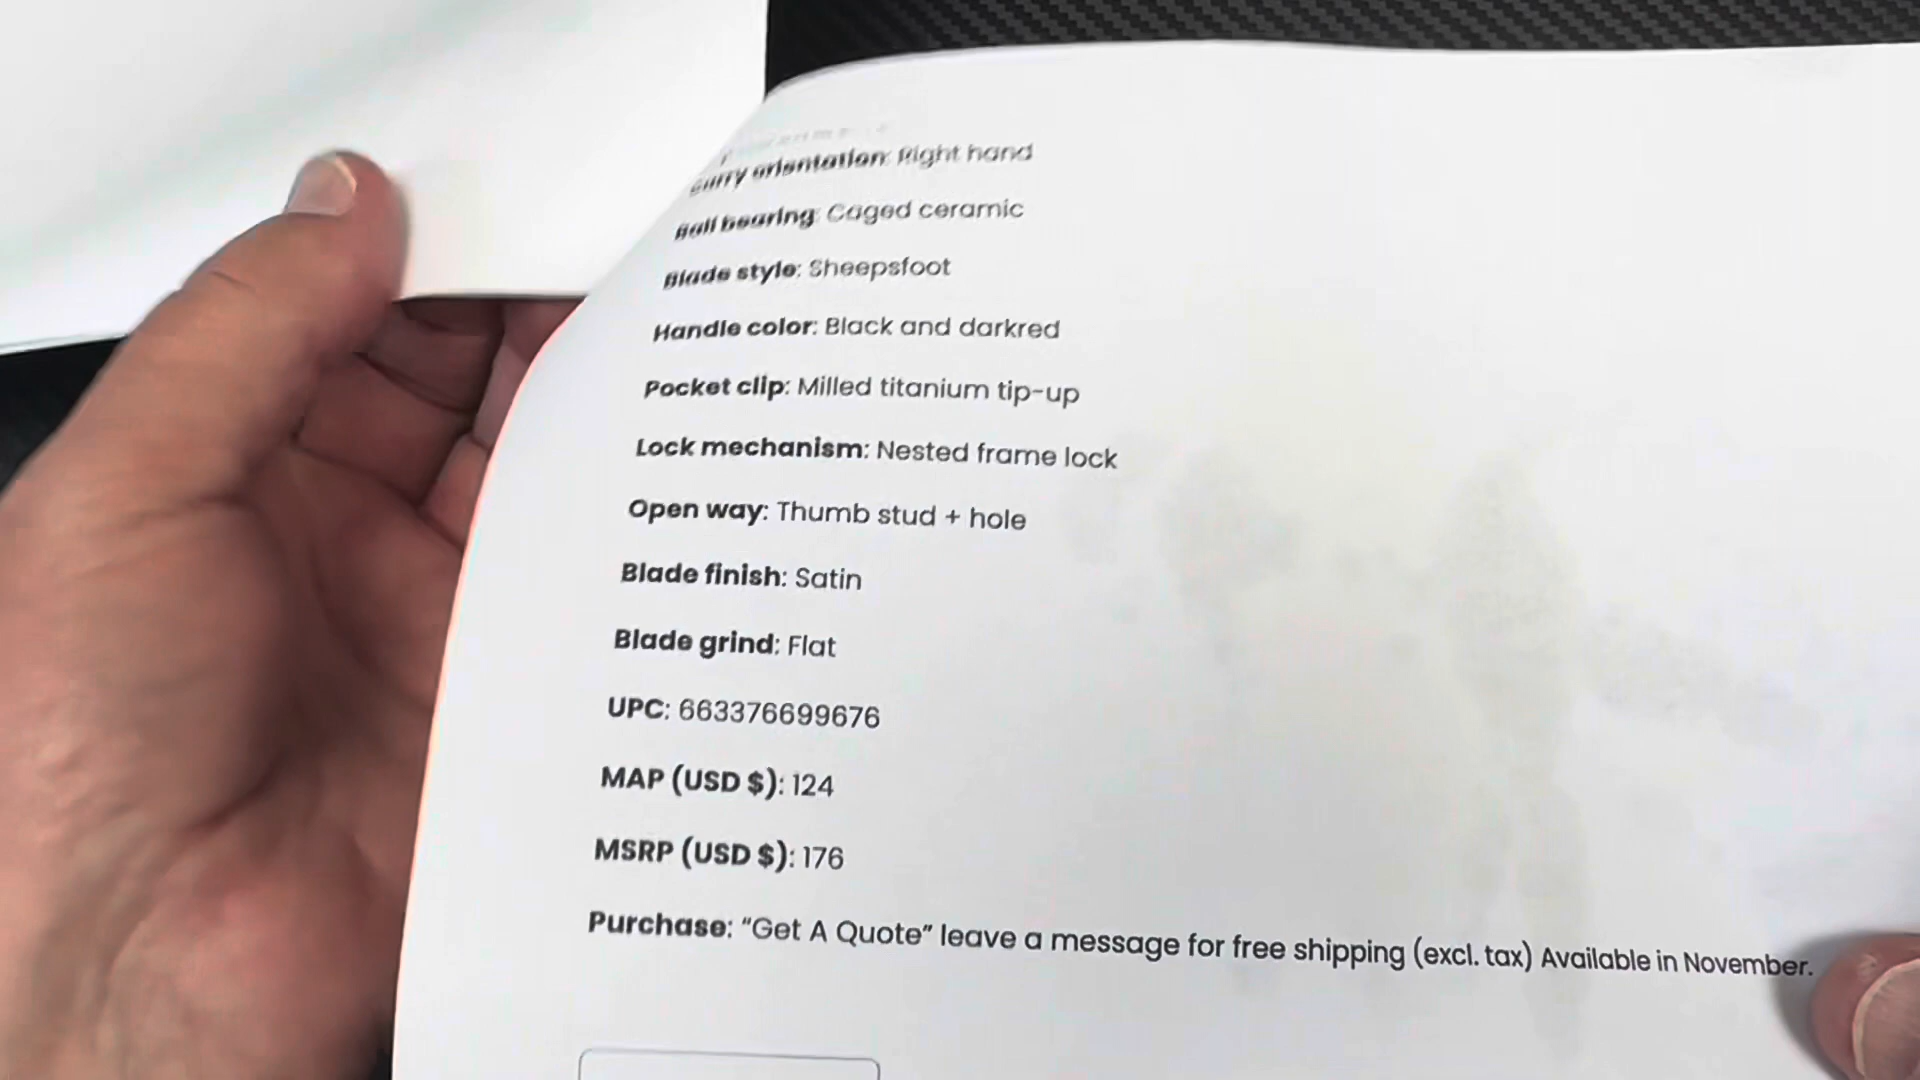 Carry orientation: Right hand
Ball bearing: Caged ceramic
Blade style: Sheepsfoot
Handle color: Black and darkred
Pocket clip: Milled titanium tip-up
Lock mechanism: Nested frame lock
Open way: Thumb stud + hole
Blade finish: Satin
Blade grind: Flat
UPC: 663376699676
MAP (USD $): 124
MSRP (USD $): 176
Purchase: “Get A Quote” leave a message for free shipping (excl. tax) Available in November.